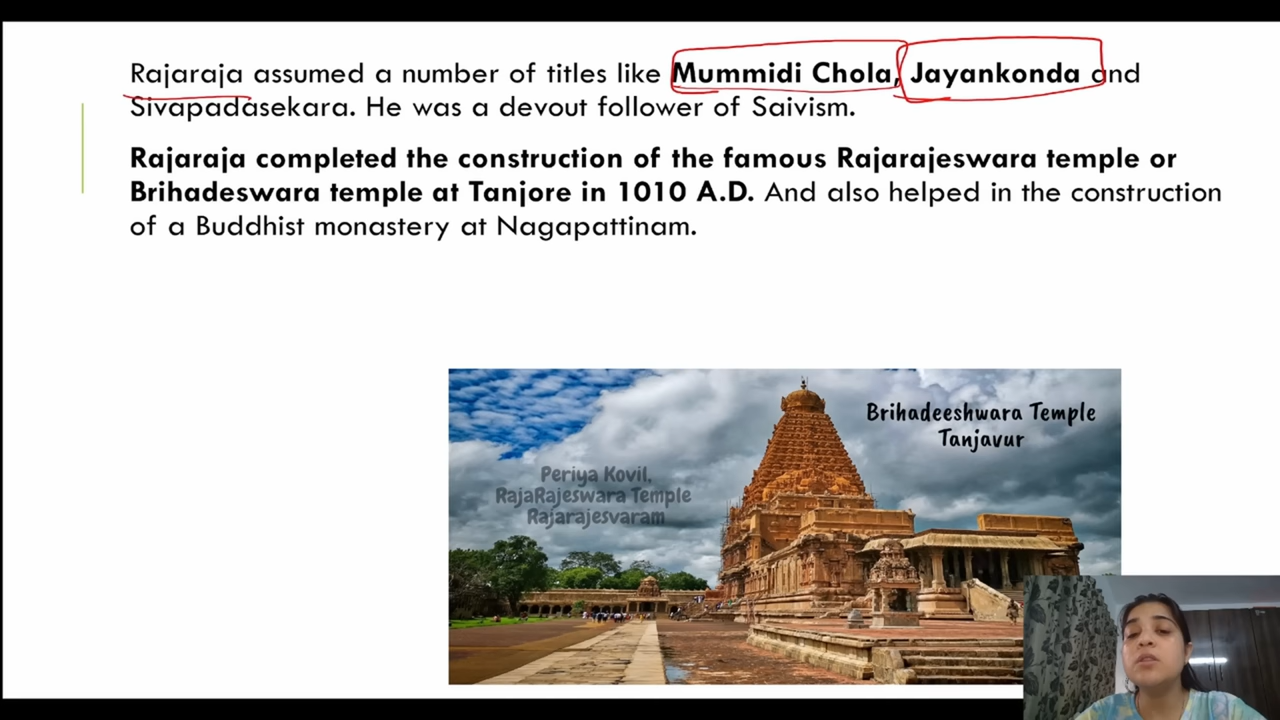 Rajaraja assumed a number of titles like Mummidi Chola, Jayankonda and
Sivapadasekara. He was a devout follower of Saivism.
Rajaraja completed the construction of the famous Rajarajeswara temple or
Brihadeswara temple at Tanjore in 1010 A.D. And also helped in the construction
of a Buddhist monastery at Nagapattinam.
Brihadeeshwara Temple
Tanjavur
Periya Kovil,
RajaRajeswara Temple
Rajarajesvaram